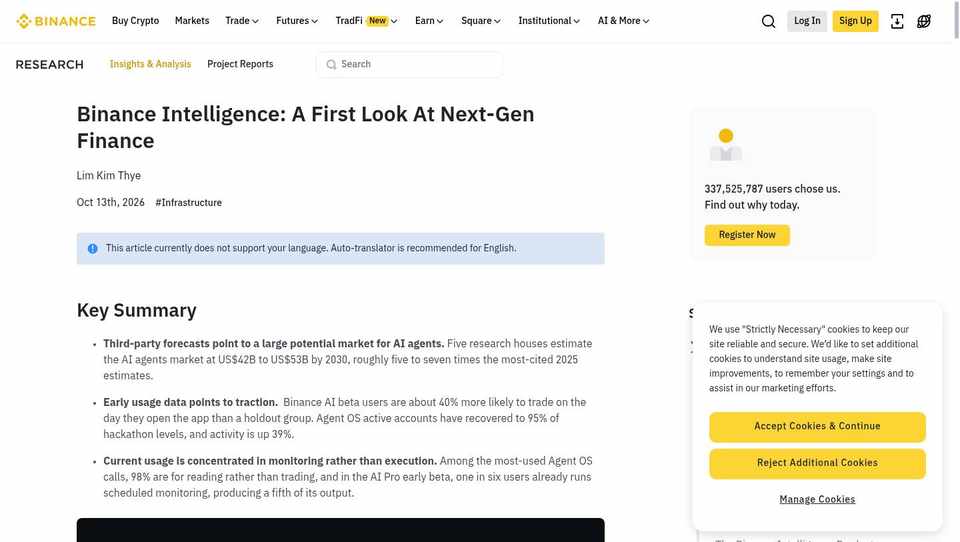 BINANCE
Buy Crypto
Markets
Trade
Futures
TradFi New
Earn
Square
Institutional
AI & More
Log In
Sign Up
RESEARCH
Insights & Analysis
Project Reports
Search
Binance Intelligence: A First Look At Next-Gen
Finance
Lim Kim Thye
Oct 13th, 2026 #Infrastructure
This article currently does not support your language. Auto-translator is recommended for English.
Key Summary
• Third-party forecasts point to a large potential market for AI agents. Five research houses estimate
the AI agents market at US$42B to US$53B by 2030, roughly five to seven times the most-cited 2025
estimates.
• Early usage data points to traction. Binance AI beta users are about 40% more likely to trade on the
day they open the app than a holdout group. Agent OS active accounts have recovered to 95% of
hackathon levels, and activity is up 39%.
• Current usage is concentrated in monitoring rather than execution. Among the most-used Agent OS
calls, 98% are for reading rather than trading, and in the AI Pro early beta, one in six users already runs
scheduled monitoring, producing a fifth of its output.
337,525,787 users chose us.
Find out why today.
Register Now
We use "Strictly Necessary" cookies to keep our
site reliable and secure. We'd like to set additional
cookies to understand site usage, make site
improvements, to remember your settings and to
assist in our marketing efforts.
Accept Cookies & Continue
Reject Additional Cookies
Manage Cookies